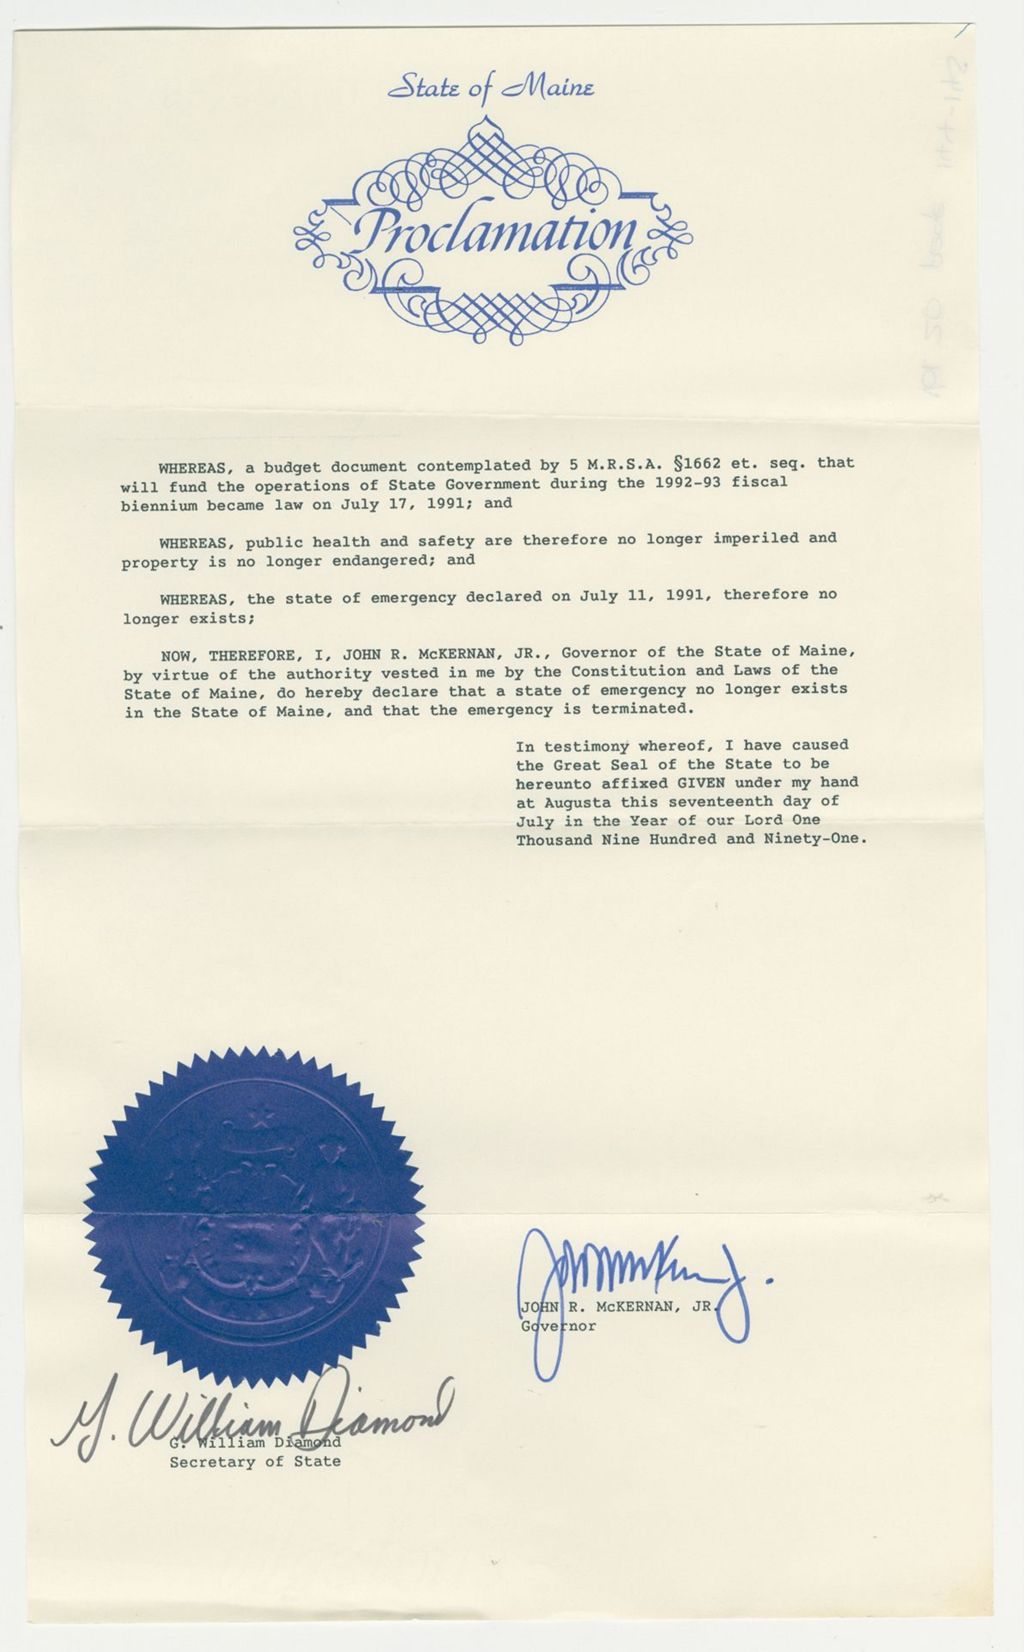 State of Maine
Proclamation
WHEREAS, a budget document contemplated by 5 M.R.S.A. §1662 et. seq. that
will fund the operations of State Government during the 1992-93 fiscal
biennium became law on July 17, 1991; and
WHEREAS, public health and safety are therefore no longer imperiled and
property is no longer endangered; and
WHEREAS, the state of emergency declared on July 11, 1991, therefore no
longer exists;
NOW, THEREFORE, I, JOHN R. McKERNAN, JR., Governor of the State of Maine,
by virtue of the authority vested in me by the Constitution and Laws of the
State of Maine, do hereby declare that a state of emergency no longer exists
in the State of Maine, and that the emergency is terminated.
In testimony whereof, I have caused
the Great Seal of the State to be
hereunto affixed GIVEN under my hand
at Augusta this seventeenth day of
July in the Year of our Lord One
Thousand Nine Hundred and Ninety-One.
JOHN R. McKERNAN, JR.
Governor
G. William Diamond
G. William Diamond
Secretary of State